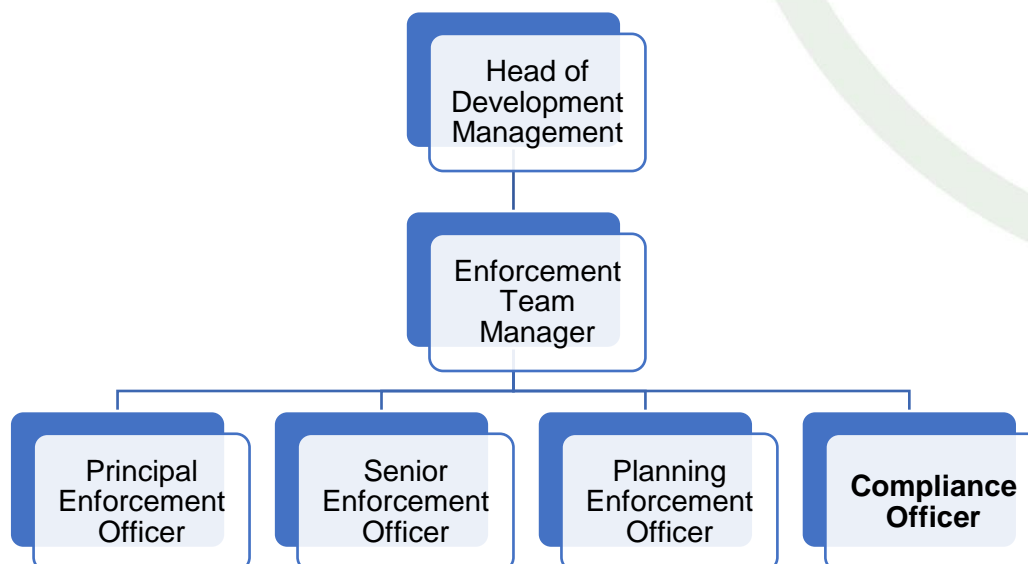 Head of
Development
Management
Enforcement
Team
Manager
Principal
Enforcement
Officer
Senior
Enforcement
Officer
Planning
Enforcement
Officer
Compliance
Officer